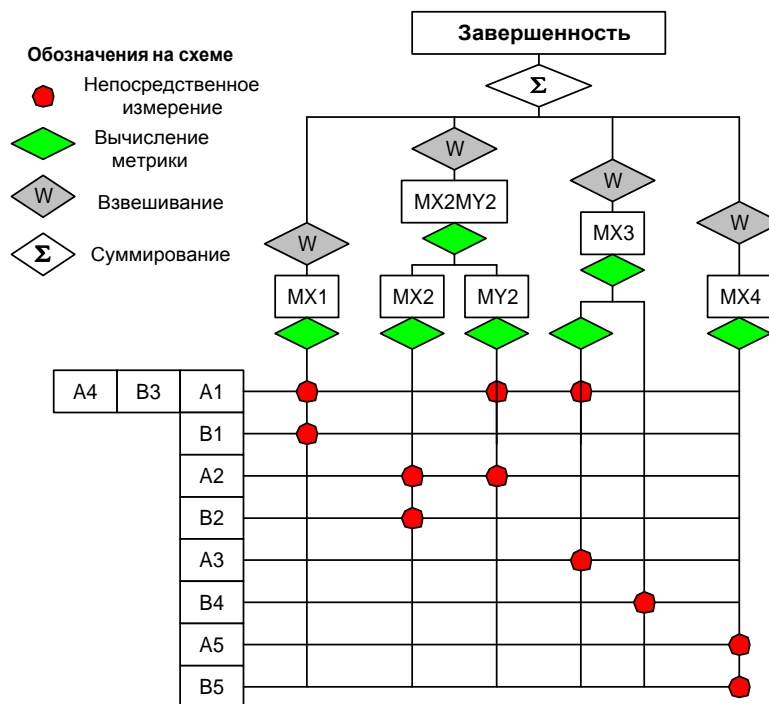 Завершенность
Обозначения на схеме
Непосредственное
измерение
Σ
Вычисление
метрики
W
W
W
Взвешивание
MX2MY2
W
W
MX3
Σ
Суммирование
MX1
MX2
MY2
MX4
A4 B3 A1
B1
A2
B2
A3
B4
A5
B5